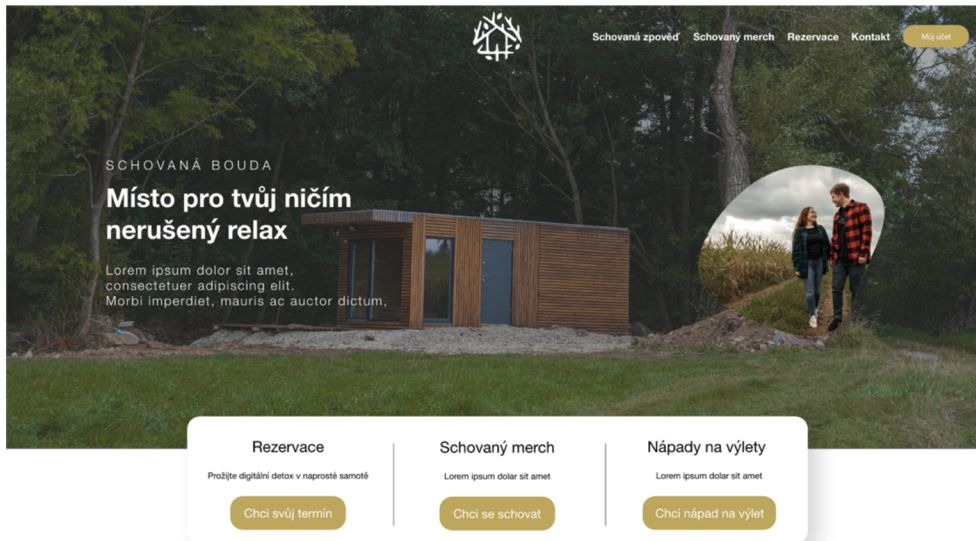 Schovaná zpověď Schovaný merch Rezervace Kontakt Můj účet
SCHOVANÁ BOUDA
Místo pro tvůj ničím
nerušený relax
Lorem ipsum dolor sit amet,
consectetuer adipiscing elit.
Morbi imperdiet, mauris ac auctor dictum,
Rezervace
Prožijte digitální detox v naprosté samotě
Chci svůj termín
Schovaný merch
Lorem ipsum dolar sit amet
Chci se schovat
Nápady na výlety
Lorem ipsum dolar sit amet
Chci nápad na výlet